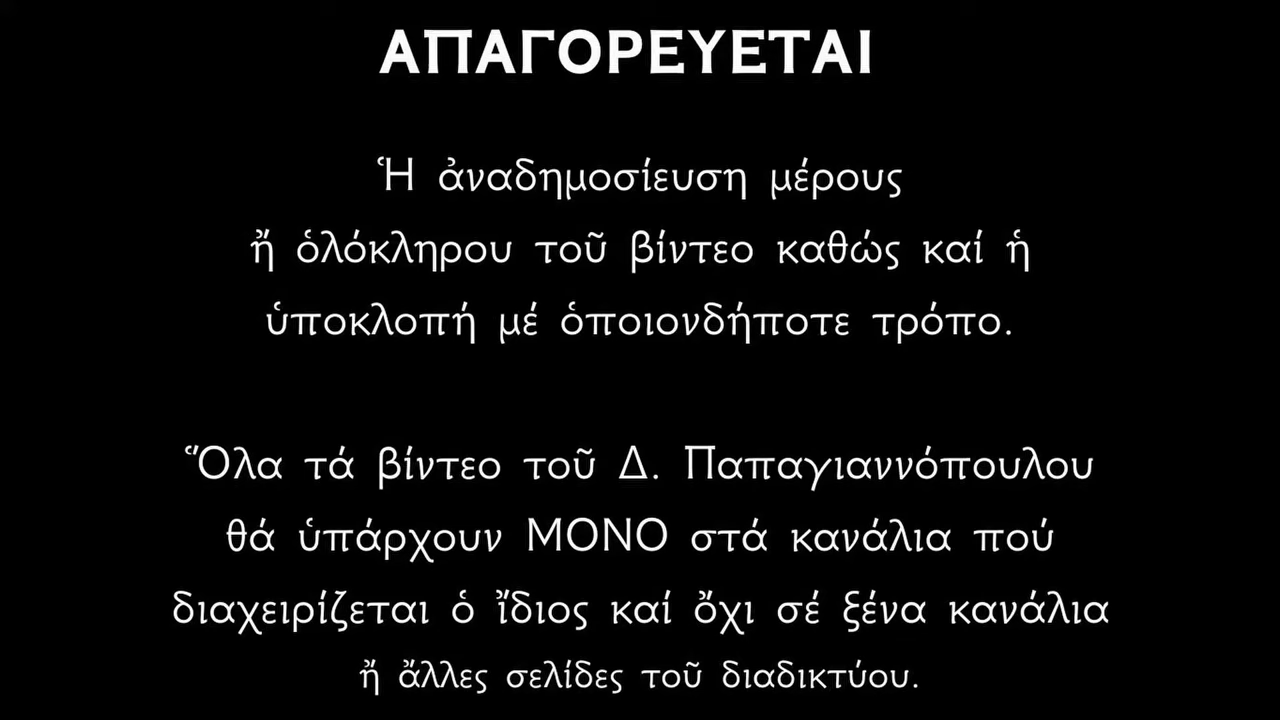 ΑΠΑΓΟΡΕΥΕΤΑΙ
Ἡ ἀναδημοσίευση μέρους
ἤ ὁλόκληρου τοῦ βίντεο καθώς καί ἡ
ὑποκλοπή μέ ὁποιονδήποτε τρόπο.
Ὅλα τά βίντεο τοῦ Δ. Παπαγιαννόπουλου
θά ὑπάρχουν ΜΟΝΟ στά κανάλια πού
διαχειρίζεται ὁ ἴδιος καί ὄχι σέ ξένα κανάλια
ἤ ἄλλες σελίδες τοῦ διαδικτύου.